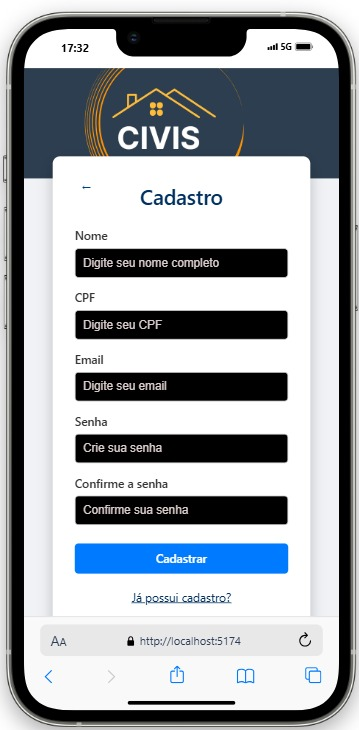 17:32
5G
CIVIS
←
Cadastro
Nome
Digite seu nome completo
CPF
Digite seu CPF
Email
Digite seu email
Senha
Crie sua senha
Confirme a senha
Confirme sua senha
Cadastrar
Já possui cadastro?
AA http://localhost:5174